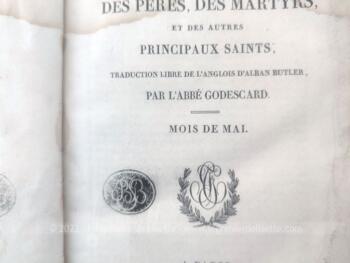 DES PÈRES, DES MARTYRS,
ET DES AUTRES
PRINCIPAUX SAINTS,
TRADUCTION LIBRE DE L'ANGLOIS D'ALBAN BUTLER,
PAR L'ABBÉ GODESCARD.
MOIS DE MAI.